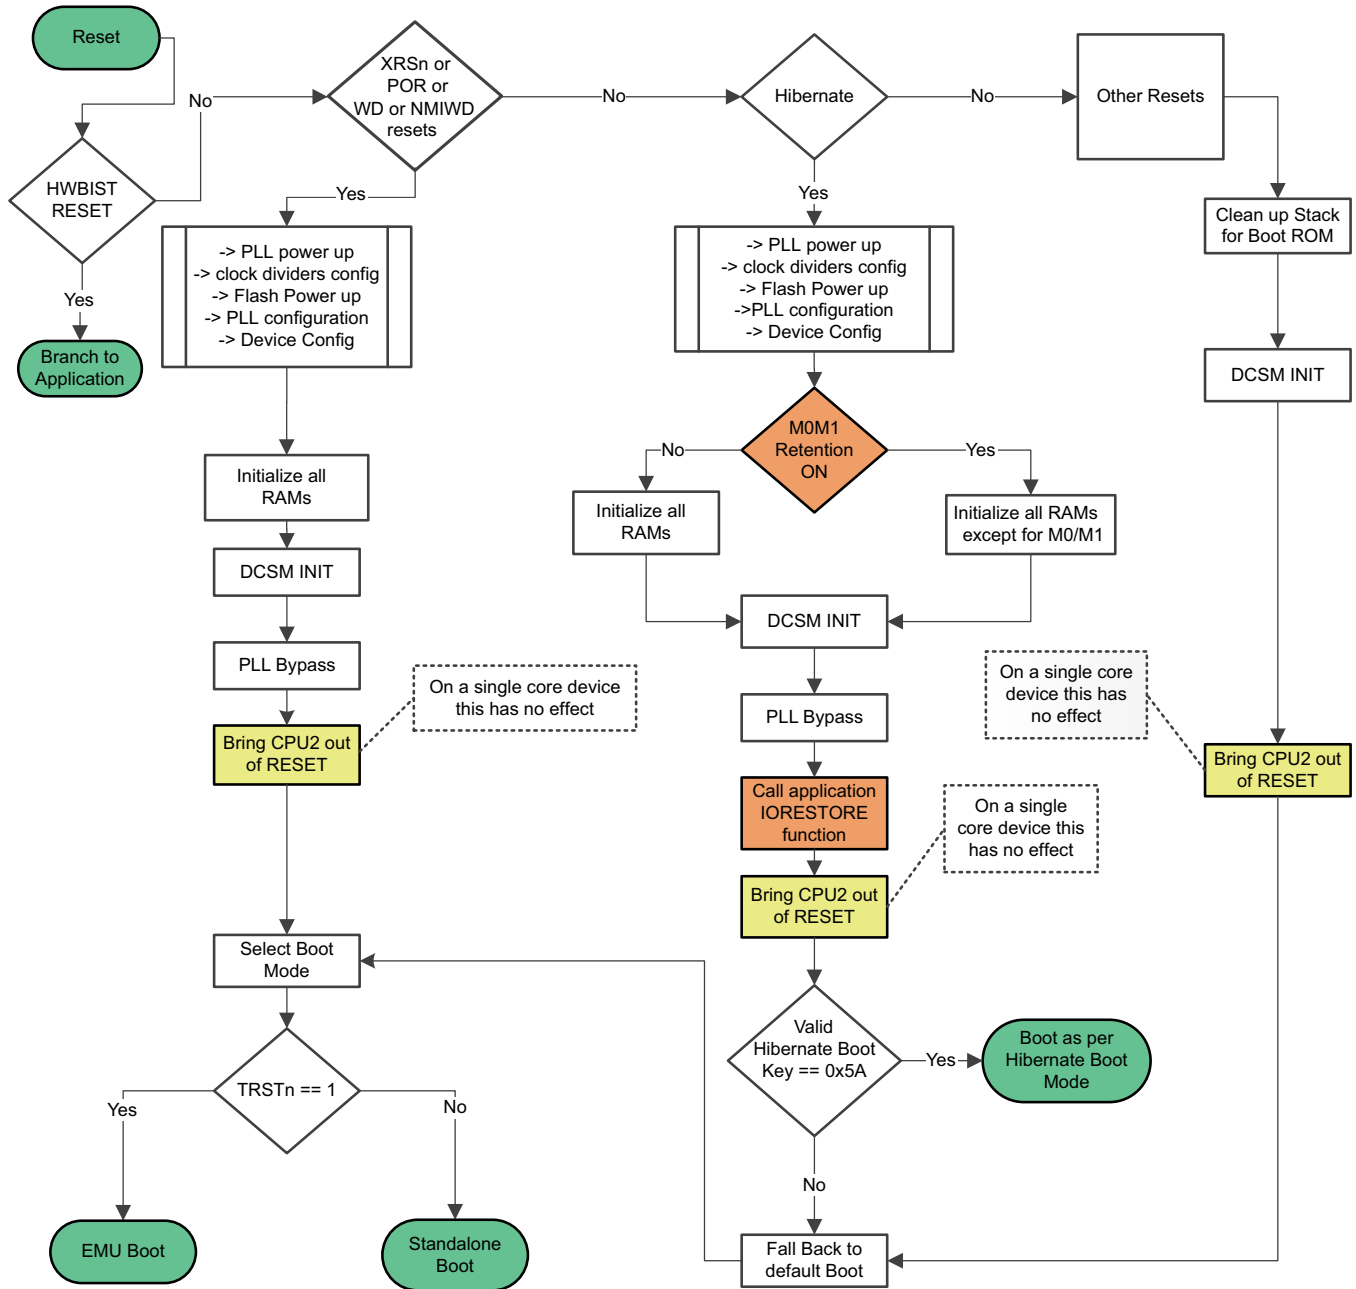 Reset
HWBIST
RESET
No
Yes
Branch to
Application
XRSn or
POR or
WD or NMIWD
resets
No
Yes
-> PLL power up
-> clock dividers config
-> Flash Power up
-> PLL configuration
-> Device Config
Initialize all
RAMs
DCSM INIT
PLL Bypass
On a single core device
this has no effect
Bring CPU2 out
of RESET
Select Boot
Mode
TRSTn == 1
Yes
No
EMU Boot
Standalone
Boot
Hibernate
No
Yes
-> PLL power up
-> clock dividers config
-> Flash Power up
->PLL configuration
-> Device Config
M0M1
Retention
ON
No
Yes
Initialize all
RAMs
Initialize all RAMs
except for M0/M1
DCSM INIT
PLL Bypass
Call application
IORESTORE
function
On a single
core device this
has no effect
Bring CPU2 out
of RESET
Valid
Hibernate Boot
Key == 0x5A
Yes
Boot as per
Hibernate Boot
Mode
No
Fall Back to
default Boot
Other Resets
Clean up Stack
for Boot ROM
DCSM INIT
On a single core
device this has
no effect
Bring CPU2 out
of RESET